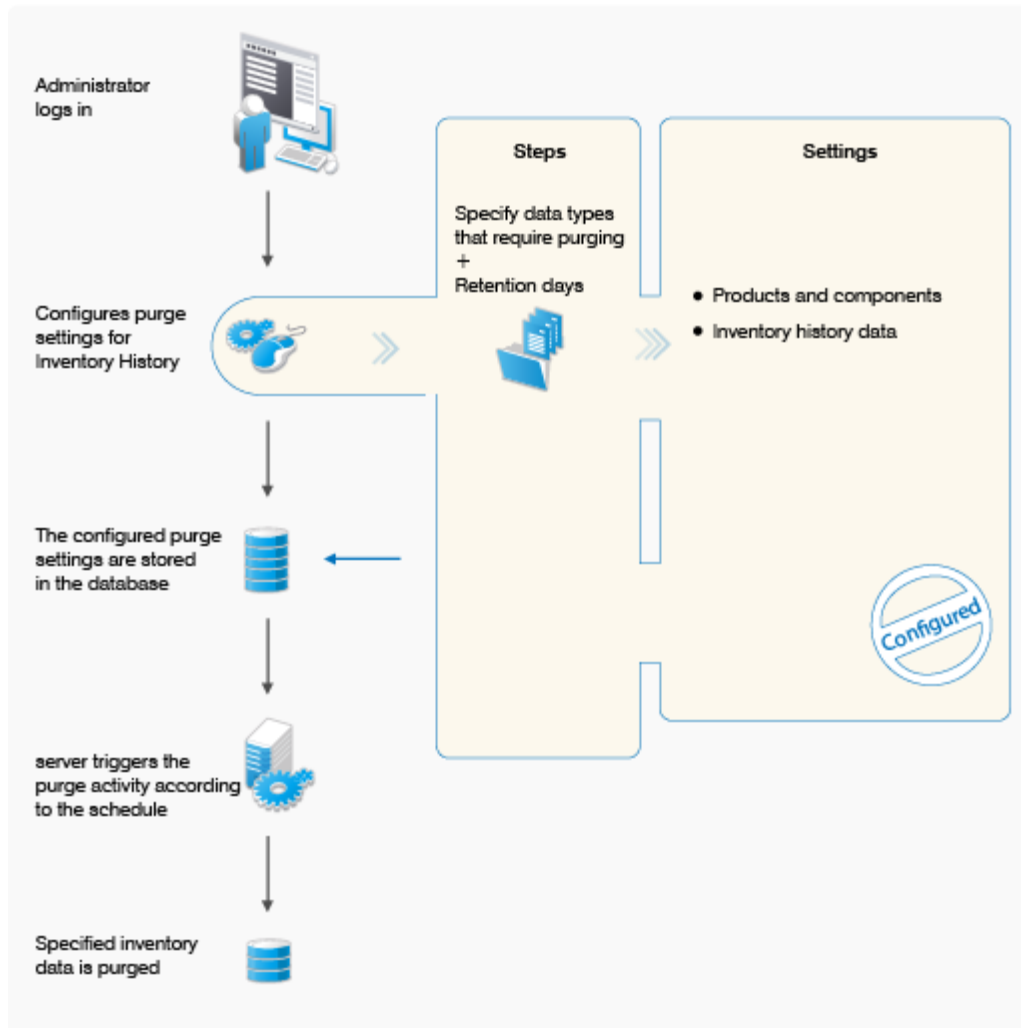 Administrator
logs in
Steps
Settings
Specify data types
that require purging
+
Retention days
Configures purge
settings for
Inventory History
• Products and components
• Inventory history data
The configured purge
settings are stored
in the database
Configured
server triggers the
purge activity according
to the schedule
Specified inventory
data is purged